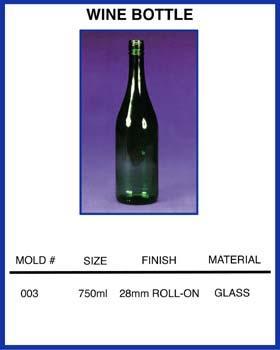 WINE BOTTLE
MOLD # SIZE FINISH MATERIAL
003 750ml 28mm ROLL-ON GLASS